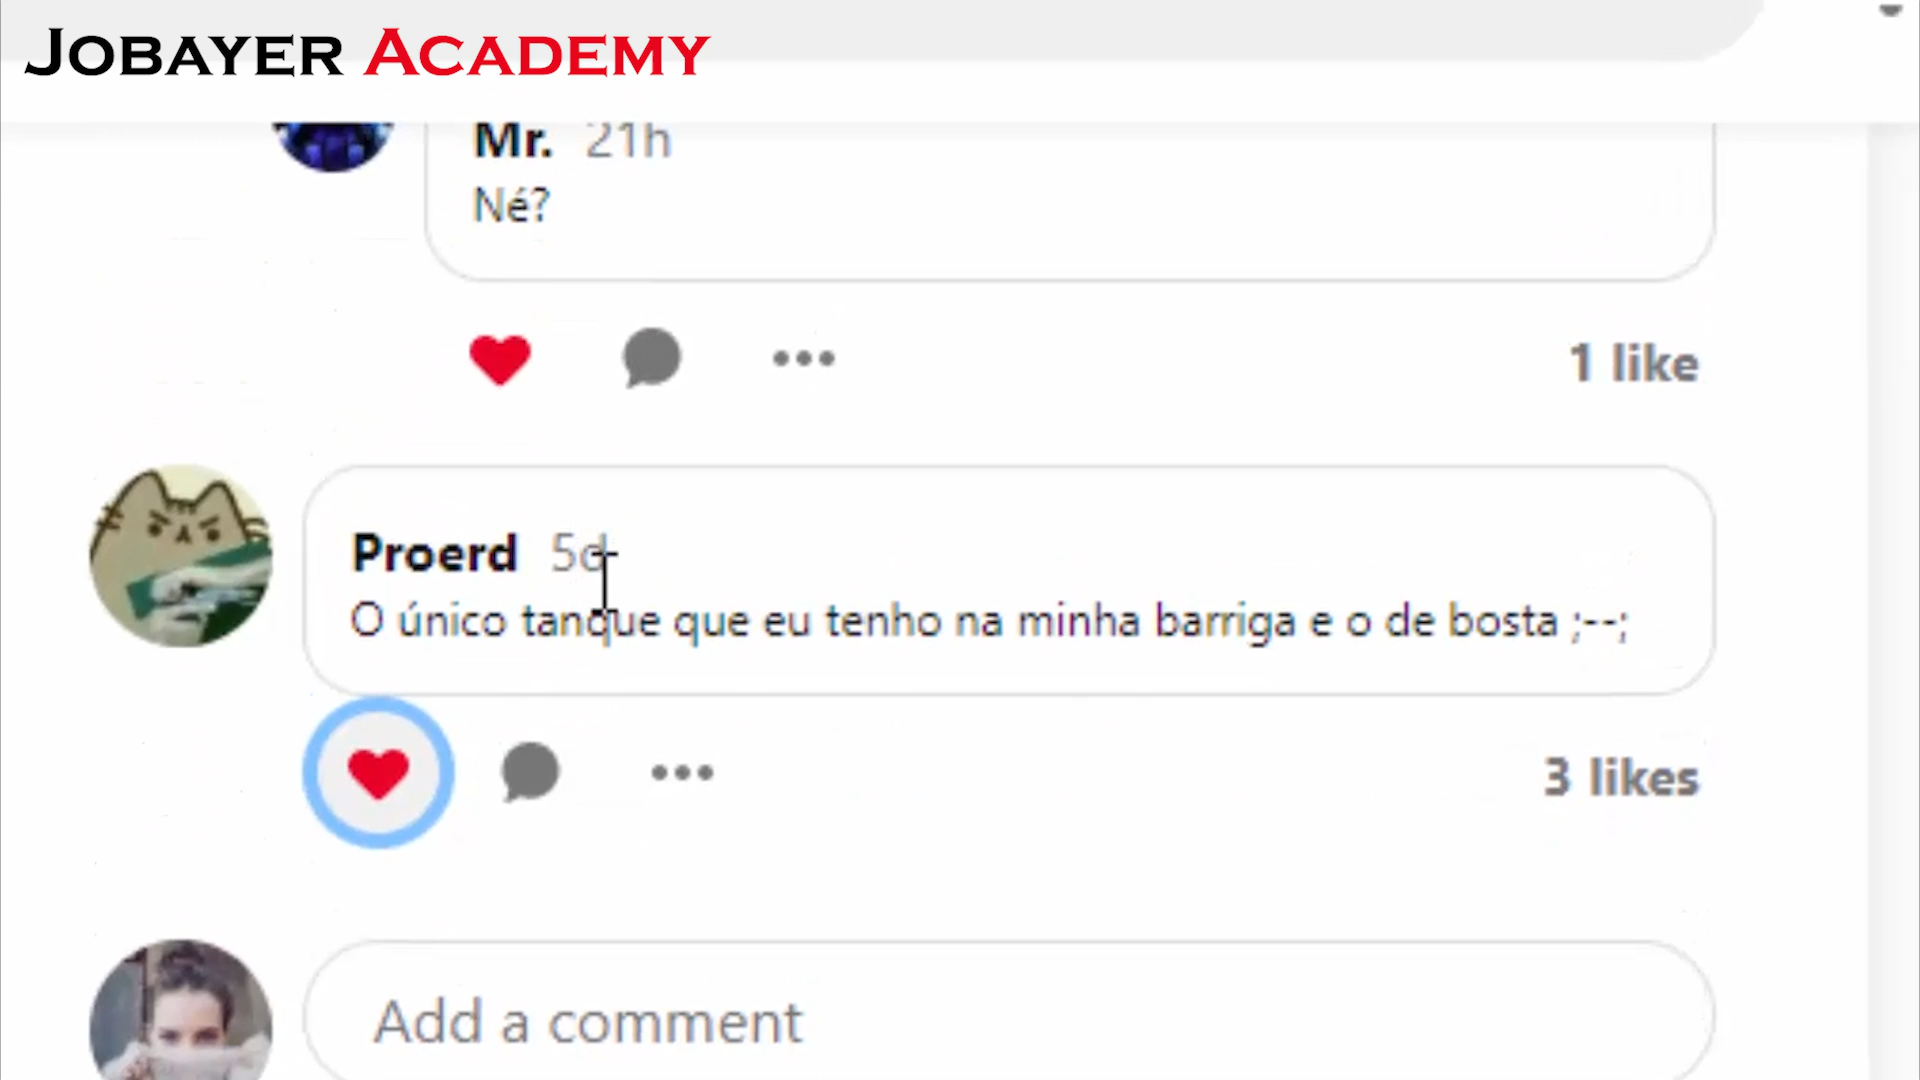 JOBAYER ACADEMY
Mr. 21h
Né?
1 like
Proerd 5d
O único tanque que eu tenho na minha barriga e o de bosta ;--;
3 likes
Add a comment